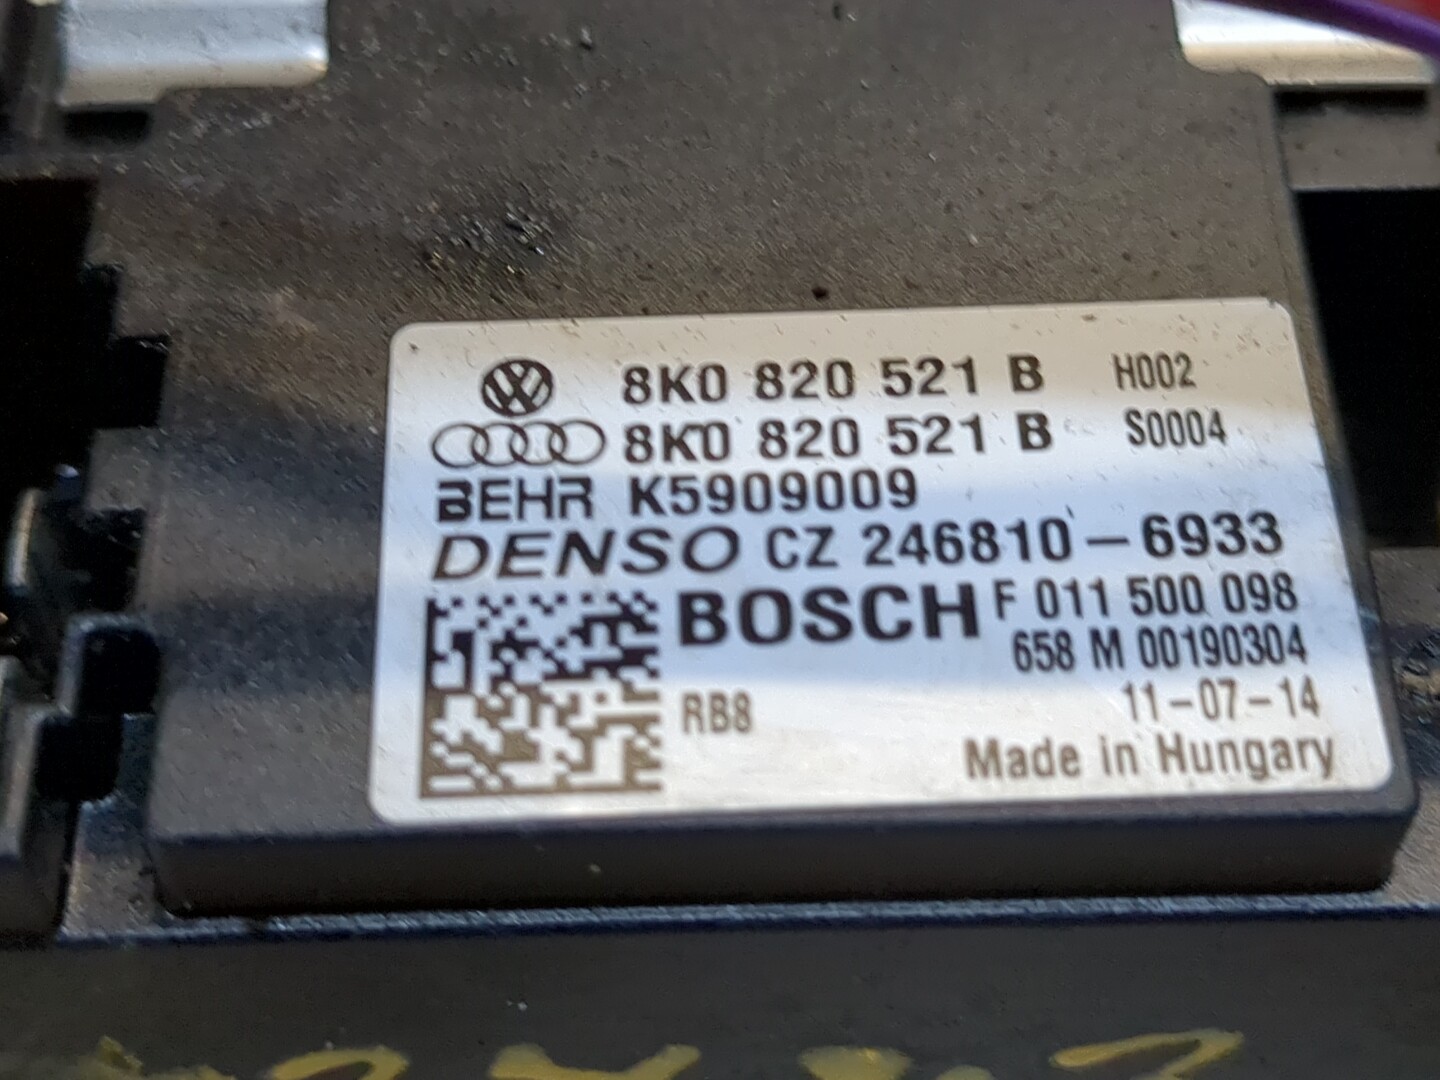 8K0 820 521 B H002
8K0 820 521 B S0004
BEHR K5909009
DENSO CZ 246810-6933
BOSCH F 011 500 098
658 M 00190304
RB8 11-07-14
Made in Hungary